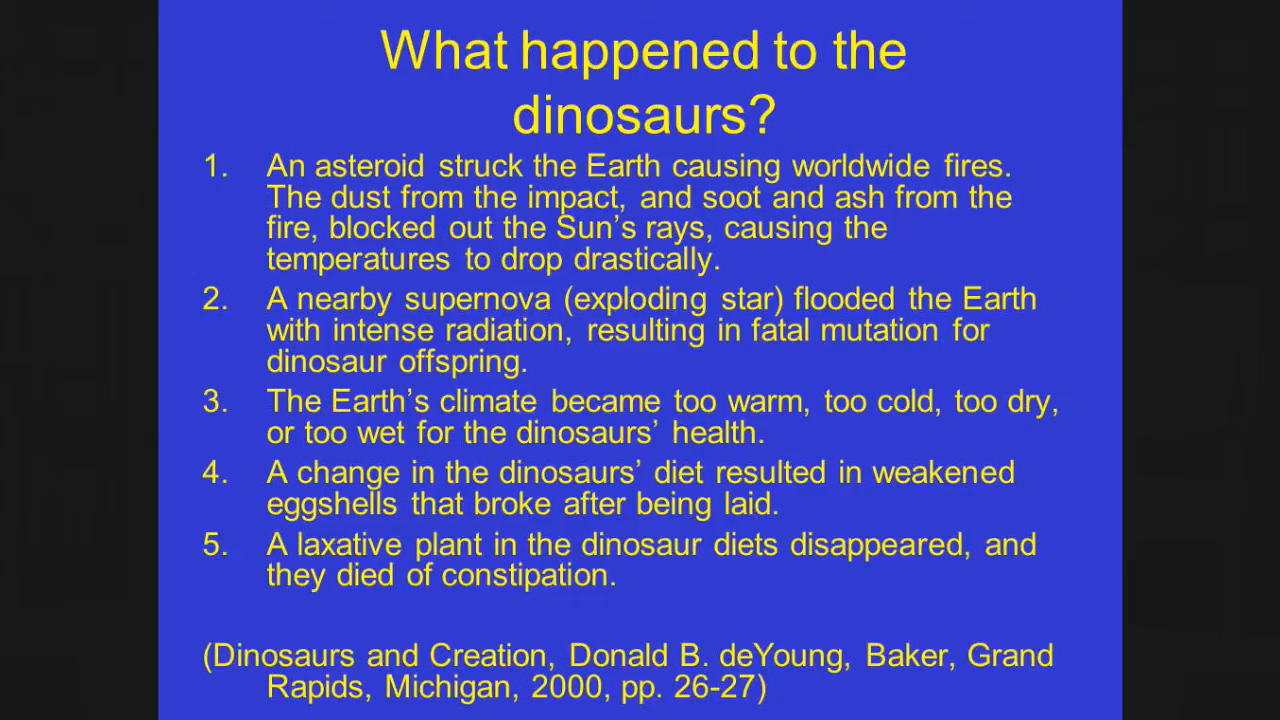 What happened to the
dinosaurs?
1. An asteroid struck the Earth causing worldwide fires.
The dust from the impact, and soot and ash from the
fire, blocked out the Sun’s rays, causing the
temperatures to drop drastically.
2. A nearby supernova (exploding star) flooded the Earth
with intense radiation, resulting in fatal mutation for
dinosaur offspring.
3. The Earth’s climate became too warm, too cold, too dry,
or too wet for the dinosaurs’ health.
4. A change in the dinosaurs’ diet resulted in weakened
eggshells that broke after being laid.
5. A laxative plant in the dinosaur diets disappeared, and
they died of constipation.
(Dinosaurs and Creation, Donald B. deYoung, Baker, Grand
Rapids, Michigan, 2000, pp. 26-27)